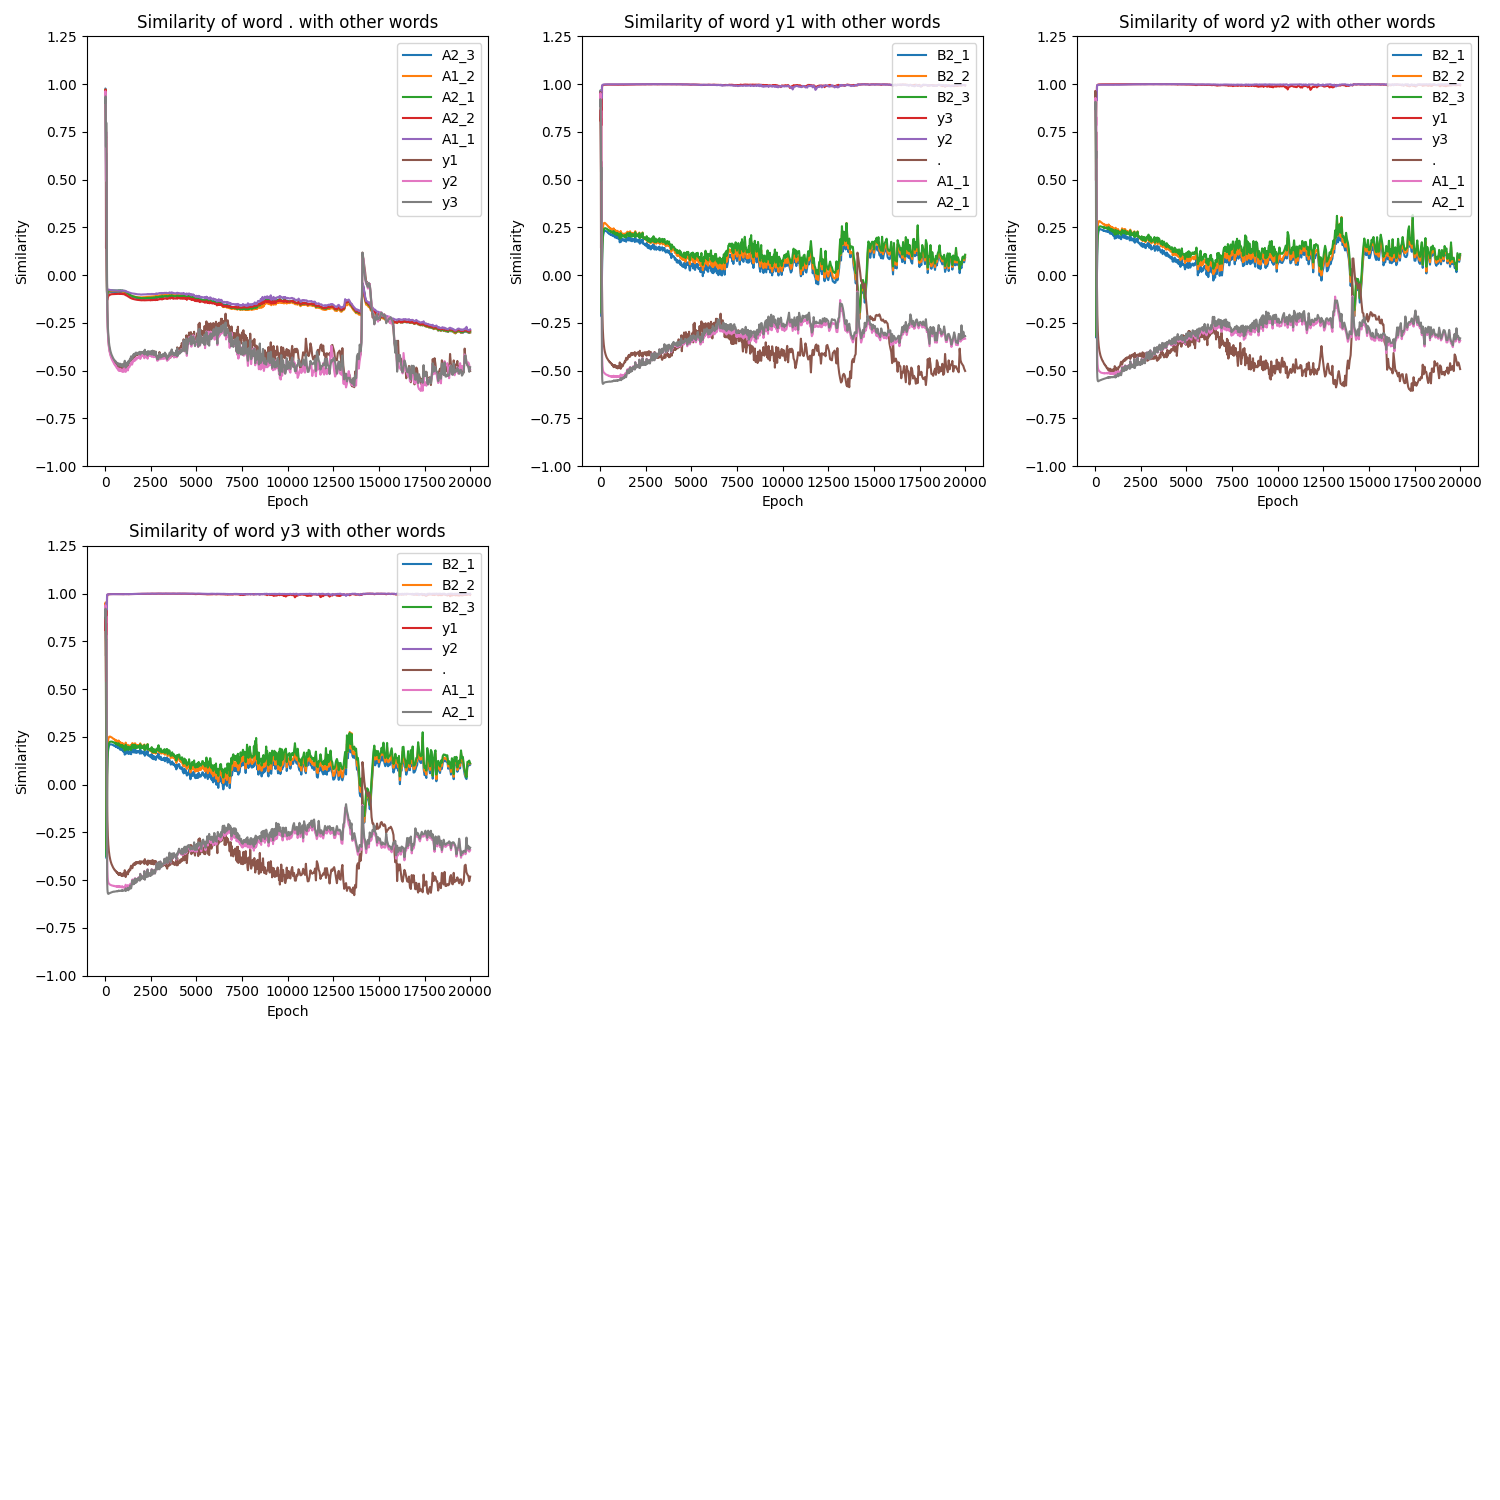 Similarity of word . with other words
1.25
1.00
0.75
0.50
0.25
0.00
−0.25
−0.50
−0.75
−1.00
Similarity
0 2500 5000 7500 10000 12500 15000 17500 20000
Epoch
A2_3
A1_2
A2_1
A2_2
A1_1
y1
y2
y3
Similarity of word y1 with other words
1.25
1.00
0.75
0.50
0.25
0.00
−0.25
−0.50
−0.75
−1.00
Similarity
0 2500 5000 7500 10000 12500 15000 17500 20000
Epoch
B2_1
B2_2
B2_3
y3
y2
.
A1_1
A2_1
Similarity of word y2 with other words
1.25
1.00
0.75
0.50
0.25
0.00
−0.25
−0.50
−0.75
−1.00
Similarity
0 2500 5000 7500 10000 12500 15000 17500 20000
Epoch
B2_1
B2_2
B2_3
y1
y3
.
A1_1
A2_1
Similarity of word y3 with other words
1.25
1.00
0.75
0.50
0.25
0.00
−0.25
−0.50
−0.75
−1.00
Similarity
0 2500 5000 7500 10000 12500 15000 17500 20000
Epoch
B2_1
B2_2
B2_3
y1
y2
.
A1_1
A2_1